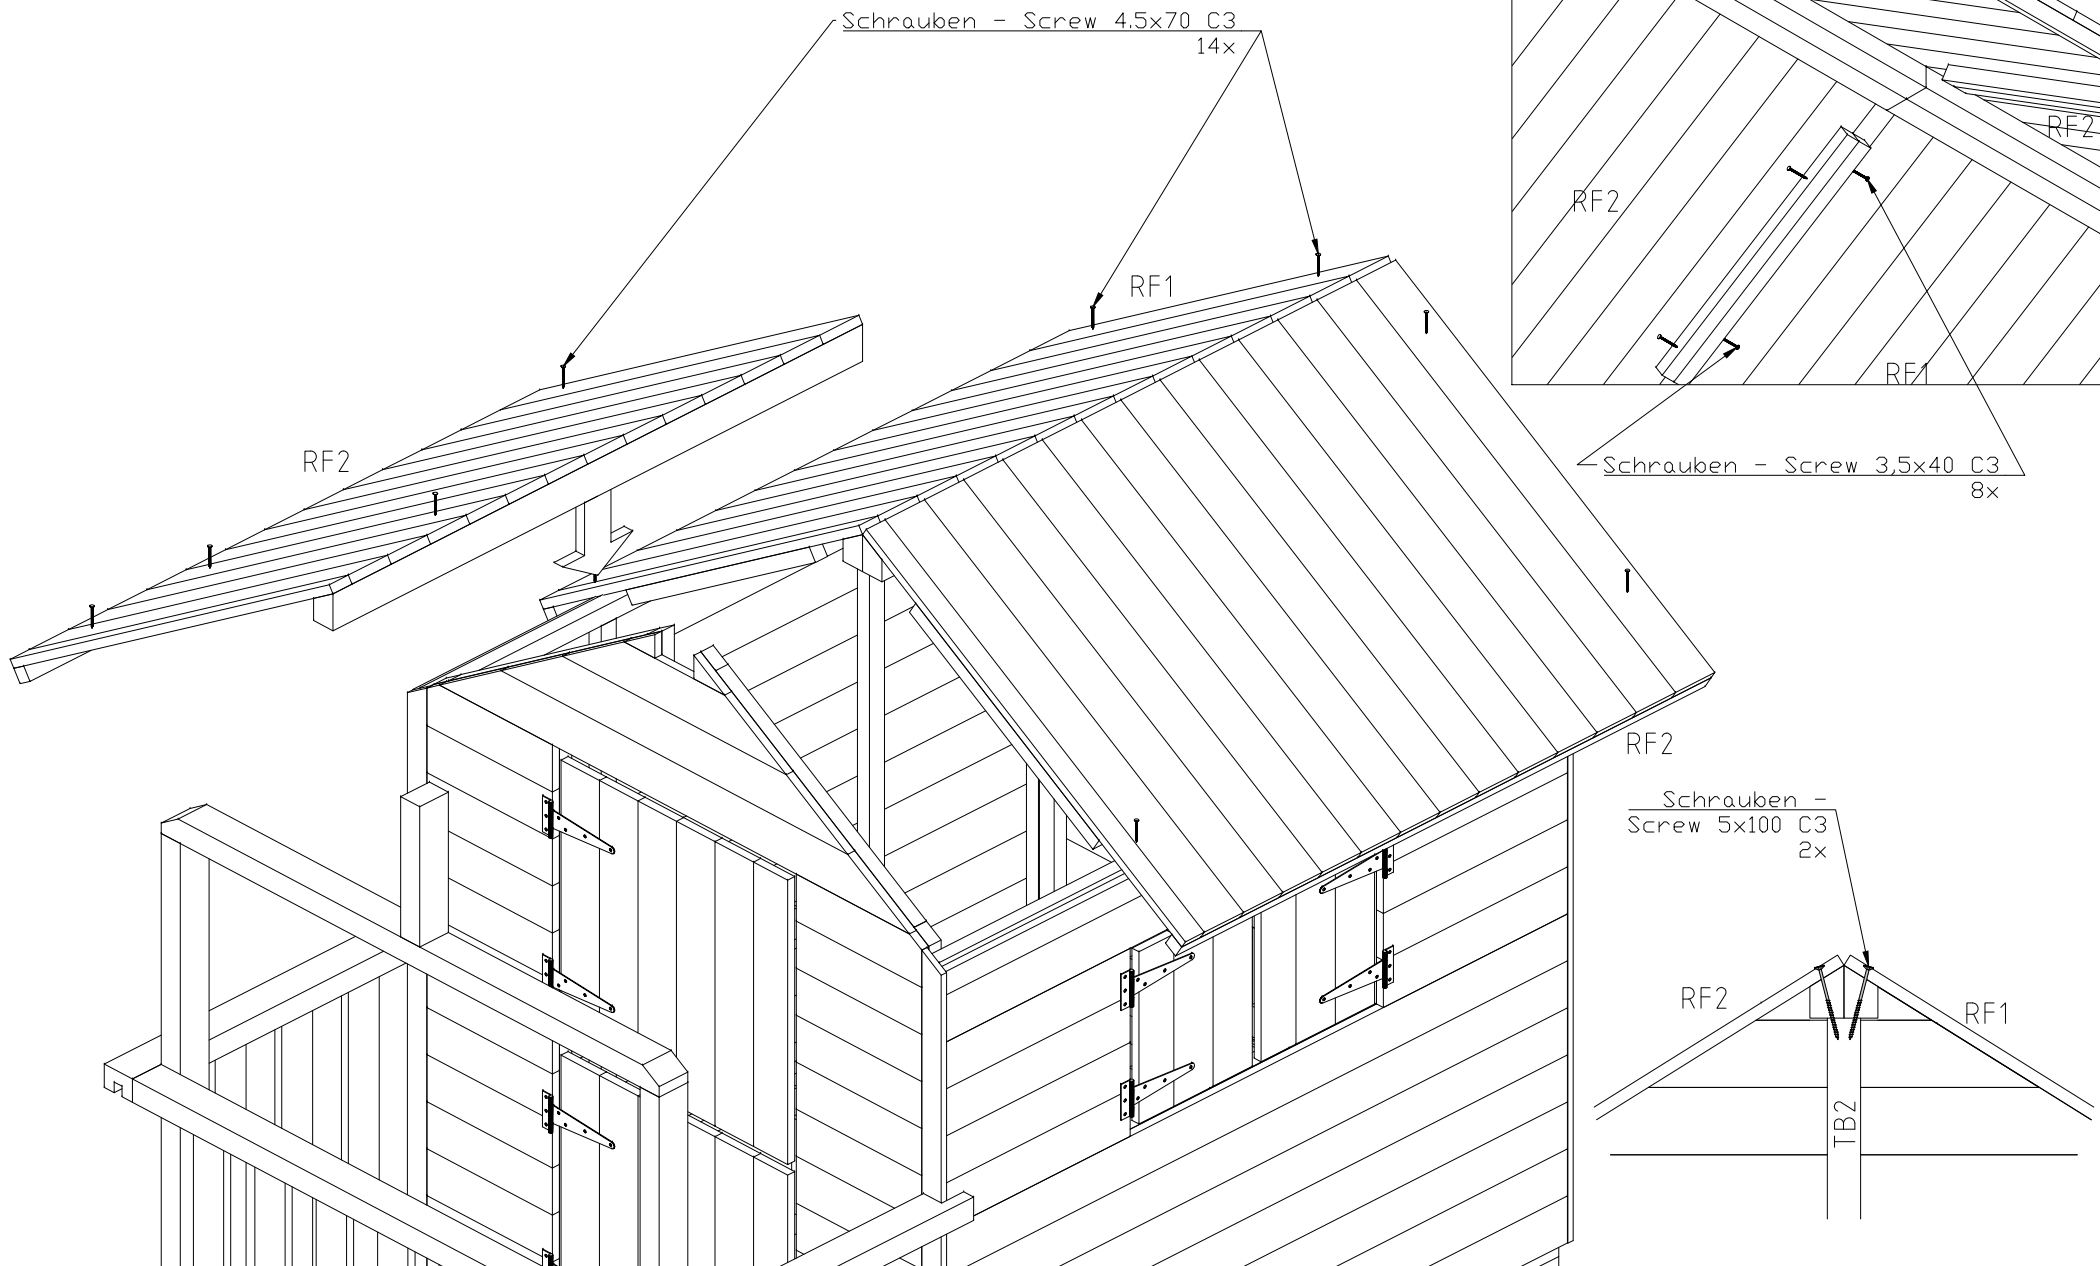 Schrauben - Screw 4.5x70 C3
14x
RF2
RF2
RF1
RF1
RF2
Schrauben - Screw 3,5x40 C3
8x
RF2
Schrauben -
Screw 5x100 C3
2x
RF2
RF1
TB2